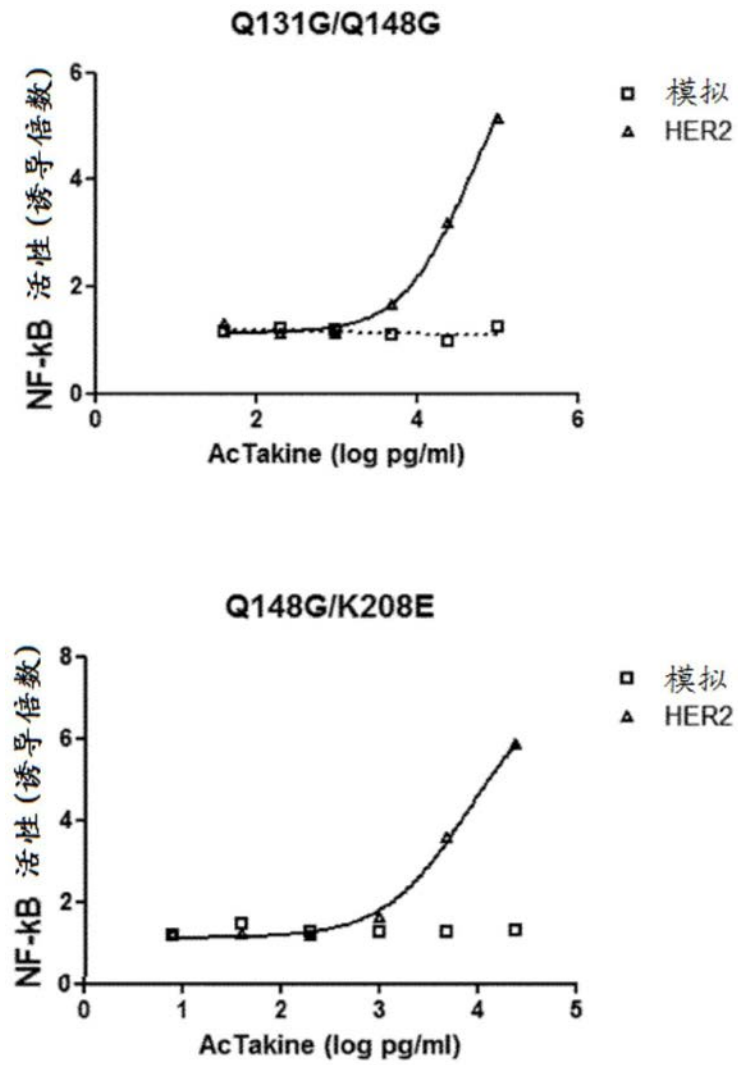 Q131G/Q148G
NF-kB 活性(诱导倍数)
6
4
2
0
0 2 4 6
AcTakine (log pg/ml)
模拟
HER2
Q148G/K208E
NF-kB 活性(诱导倍数)
8
6
4
2
0
0 1 2 3 4 5
AcTakine (log pg/ml)
模拟
HER2